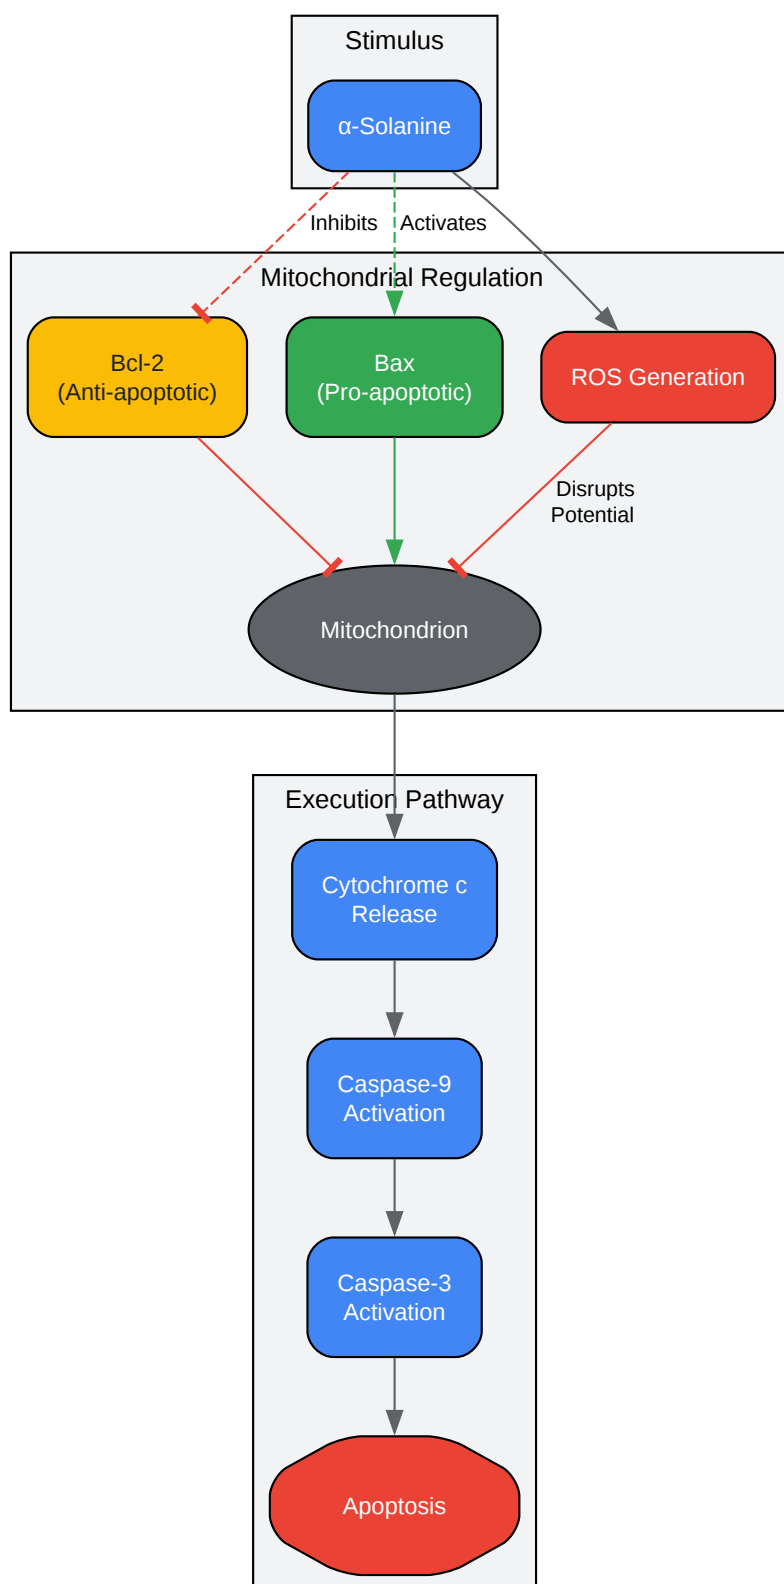 Stimulus
α-Solanine
Inhibits
Activates
Mitochondrial Regulation
Bcl-2
(Anti-apoptotic)
Bax
(Pro-apoptotic)
ROS Generation
Disrupts
Potential
Mitochondrion
Execution Pathway
Cytochrome c
Release
Caspase-9
Activation
Caspase-3
Activation
Apoptosis